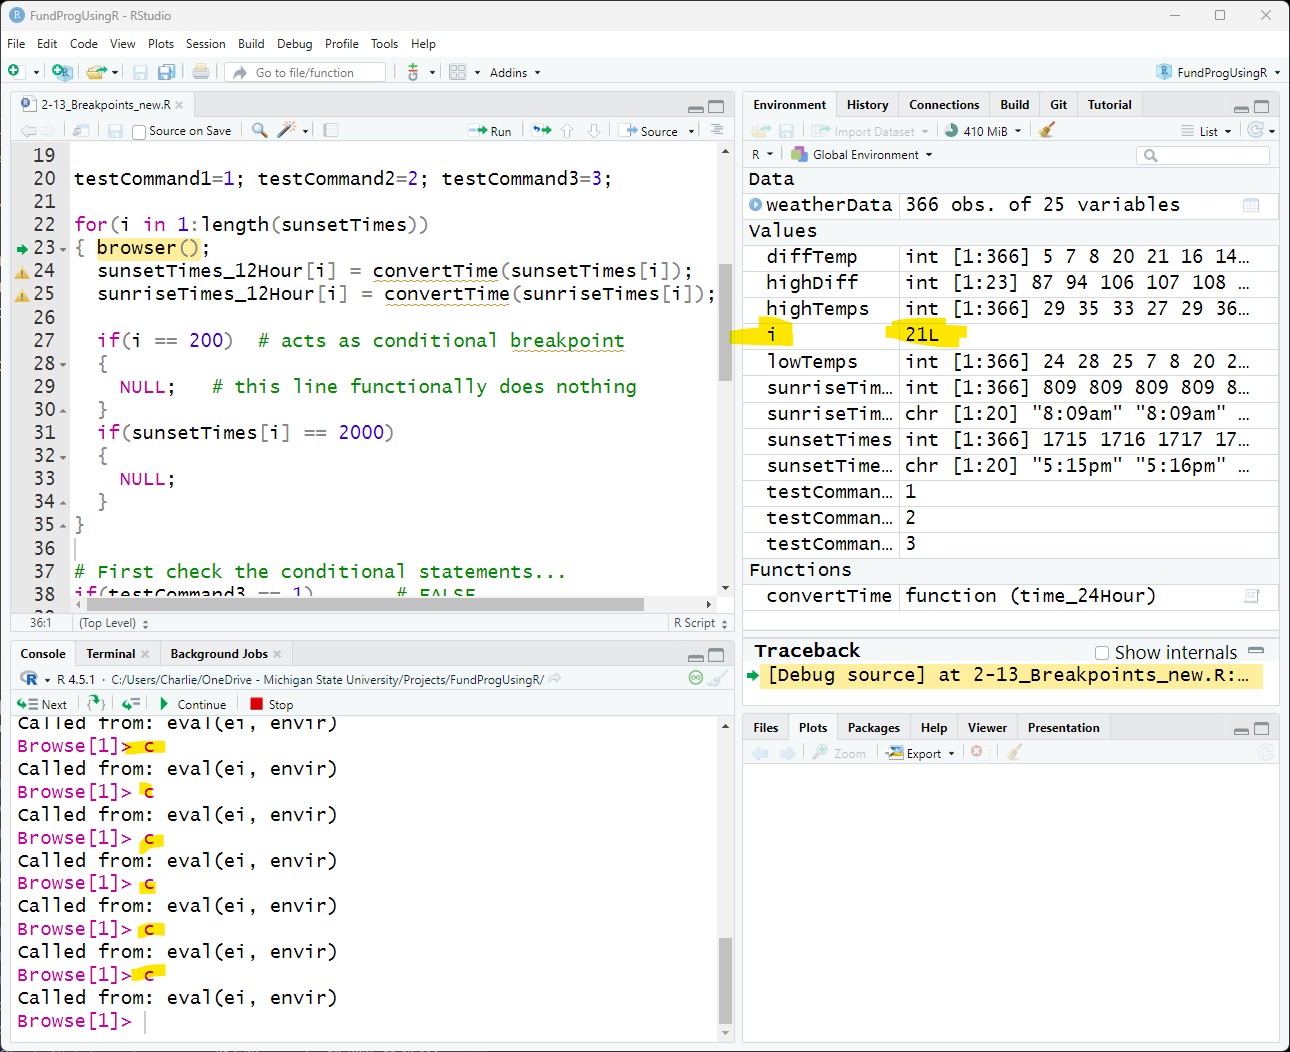 FundProgUsingR - RStudio
File Edit Code View Plots Session Build Debug Profile Tools Help
Go to file/function Addins FundProgUsingR
2-13_Breakpoints_new.R
Source on Save Run Source
19
20 testCommand1=1; testCommand2=2; testCommand3=3;
21
22 for(i in 1:length(sunsetTimes))
23 { browser();
24 sunsetTimes_12Hour[i] = convertTime(sunsetTimes[i]);
25 sunriseTimes_12Hour[i] = convertTime(sunriseTimes[i]);
26
27 if(i == 200) # acts as conditional breakpoint
28 {
29 NULL; # this line functionally does nothing
30 }
31 if(sunsetTimes[i] == 2000)
32 {
33 NULL;
34 }
35 }
36
37 # First check the conditional statements...
38 if(testCommand3 == 1) # FALSE
36:1 (Top Level) R Script
Console Terminal Background Jobs
R 4.5.1 · C:/Users/Charlie/OneDrive - Michigan State University/Projects/FundProgUsingR/
Next Continue Stop
Called from: eval(ei, envir)
Browse[1]> c
Called from: eval(ei, envir)
Browse[1]> c
Called from: eval(ei, envir)
Browse[1]> c
Called from: eval(ei, envir)
Browse[1]> c
Called from: eval(ei, envir)
Browse[1]> c
Called from: eval(ei, envir)
Browse[1]> c
Called from: eval(ei, envir)
Browse[1]>
Environment History Connections Build Git Tutorial
Import Dataset 410 MiB List
R Global Environment
Data
weatherData 366 obs. of 25 variables
Values
diffTemp int [1:366] 5 7 8 20 21 16 14…
highDiff int [1:23] 87 94 106 107 108 …
highTemps int [1:366] 29 35 33 27 29 36…
i 21L
lowTemps int [1:366] 24 28 25 7 8 20 2…
sunriseTim… int [1:366] 809 809 809 809 8…
sunriseTim… chr [1:20] "8:09am" "8:09am" …
sunsetTimes int [1:366] 1715 1716 1717 17…
sunsetTime… chr [1:20] "5:15pm" "5:16pm" …
testComman… 1
testComman… 2
testComman… 3
Functions
convertTime function (time_24Hour)
Traceback Show internals
[Debug source] at 2-13_Breakpoints_new.R:…
Files Plots Packages Help Viewer Presentation
Zoom Export